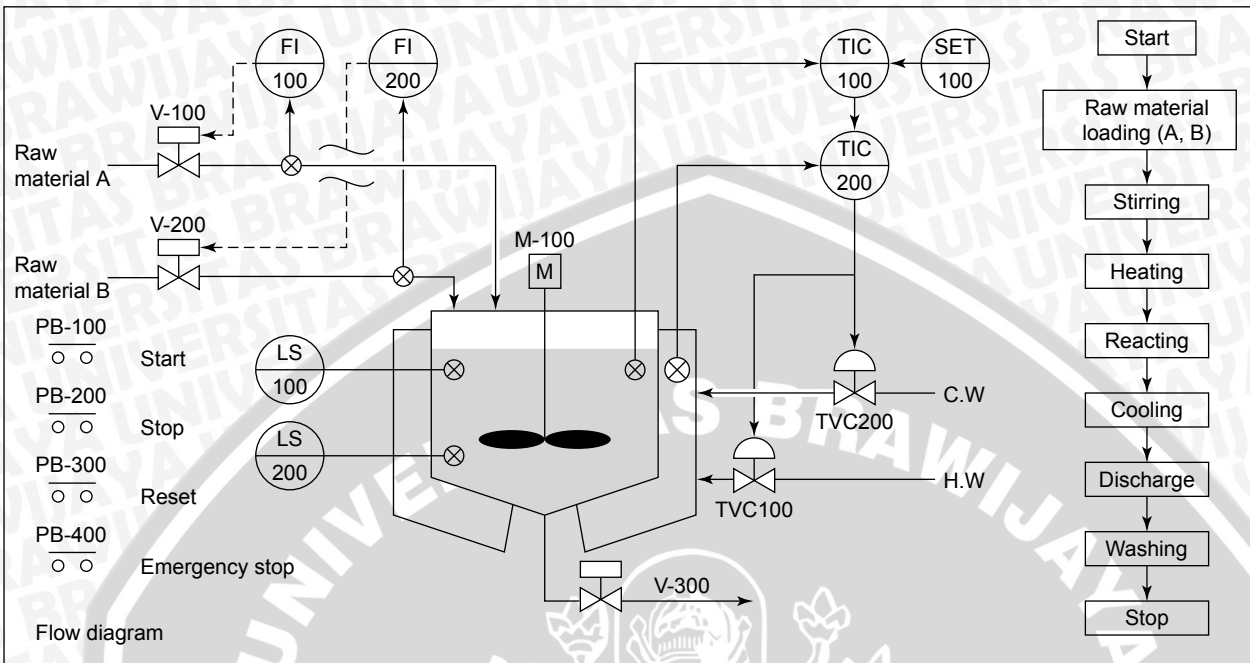 FI
100
FI
200
TIC
100
SET
100
TIC
200
V-100
Raw
material A
V-200
Raw
material B
M-100
M
PB-100
Start
PB-200
Stop
PB-300
Reset
PB-400
Emergency stop
LS
100
LS
200
C.W
TVC200
H.W
TVC100
V-300
Flow diagram
Start
Raw material
loading (A, B)
Stirring
Heating
Reacting
Cooling
Discharge
Washing
Stop
UNIVERSITAS BRAWIJAYA